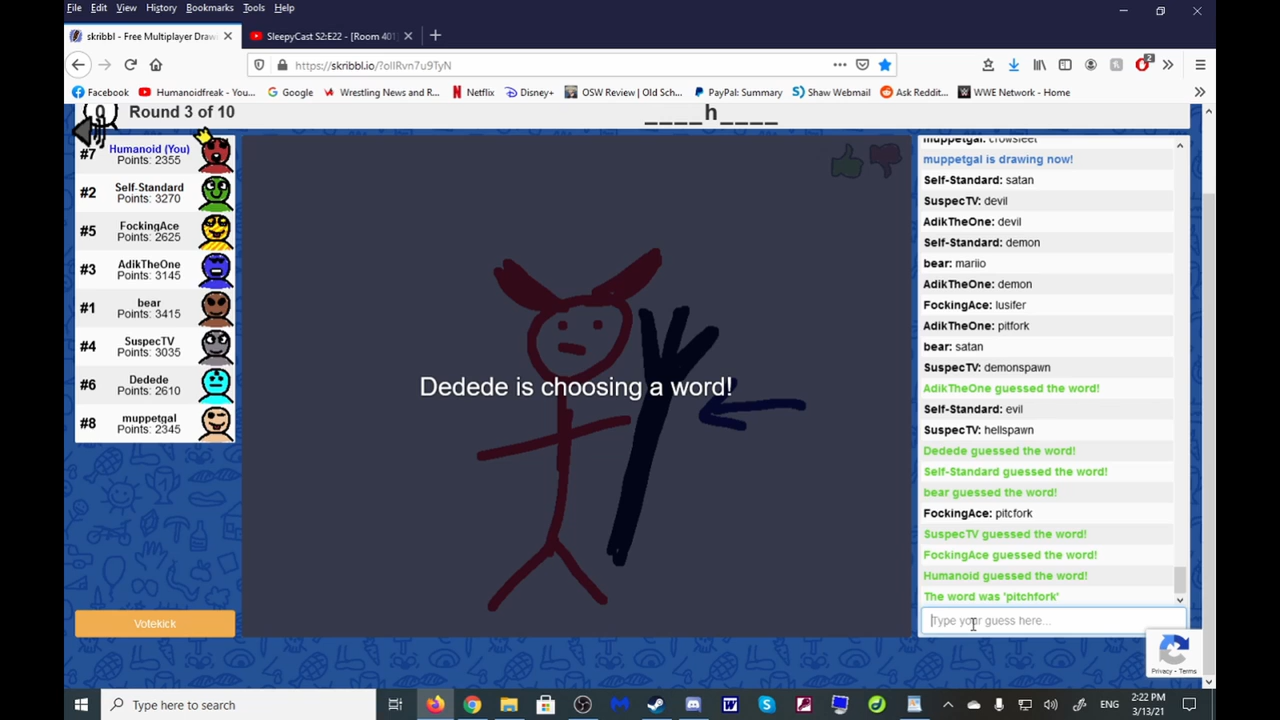 File Edit View History Bookmarks Tools Help
skribbl - Free Multiplayer Draw
SleepyCast S2:E22 - [Room 401]
https://skribbl.io/?olIRvn7u9TyN
2
Facebook Humanoidfreak - You... Google Wrestling News and R... Netflix Disney+ OSW Review | Old Sch... PayPal: Summary Shaw Webmail Ask Reddit... WWE Network - Home
0 Round 3 of 10 ____h____
#7 Humanoid (You)
Points: 2355
#2 Self-Standard
Points: 3270
#5 FockingAce
Points: 2625
#3 AdikTheOne
Points: 3145
#1 bear
Points: 3415
#4 SuspecTV
Points: 3035
#6 Dedede
Points: 2610
#8 muppetgal
Points: 2345
Votekick
Dedede is choosing a word!
muppetgal: crowsfeet
muppetgal is drawing now!
Self-Standard: satan
SuspecTV: devil
AdikTheOne: devil
Self-Standard: demon
bear: mariio
AdikTheOne: demon
FockingAce: lusifer
AdikTheOne: pitfork
bear: satan
SuspecTV: demonspawn
AdikTheOne guessed the word!
Self-Standard: evil
SuspecTV: hellspawn
Dedede guessed the word!
Self-Standard guessed the word!
bear guessed the word!
FockingAce: pitcfork
SuspecTV guessed the word!
FockingAce guessed the word!
Humanoid guessed the word!
The word was 'pitchfork'
Type your guess here...
Privacy - Terms
Type here to search
ENG
2:22 PM
3/13/21